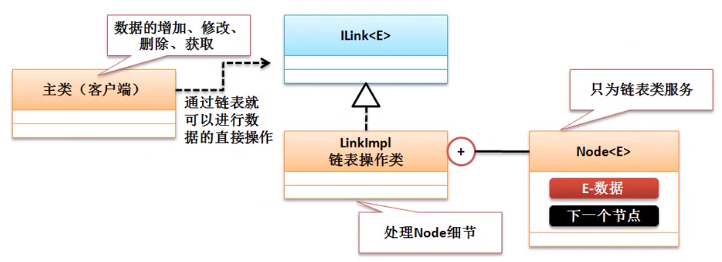 数据的增加、修改、
删除、获取
ILink<E>
主类（客户端）
通过链表就
可以进行数
据的直接操作
只为链表类服务
LinkImpl
链表操作类
+
Node<E>
E-数据
下一个节点
处理Node细节